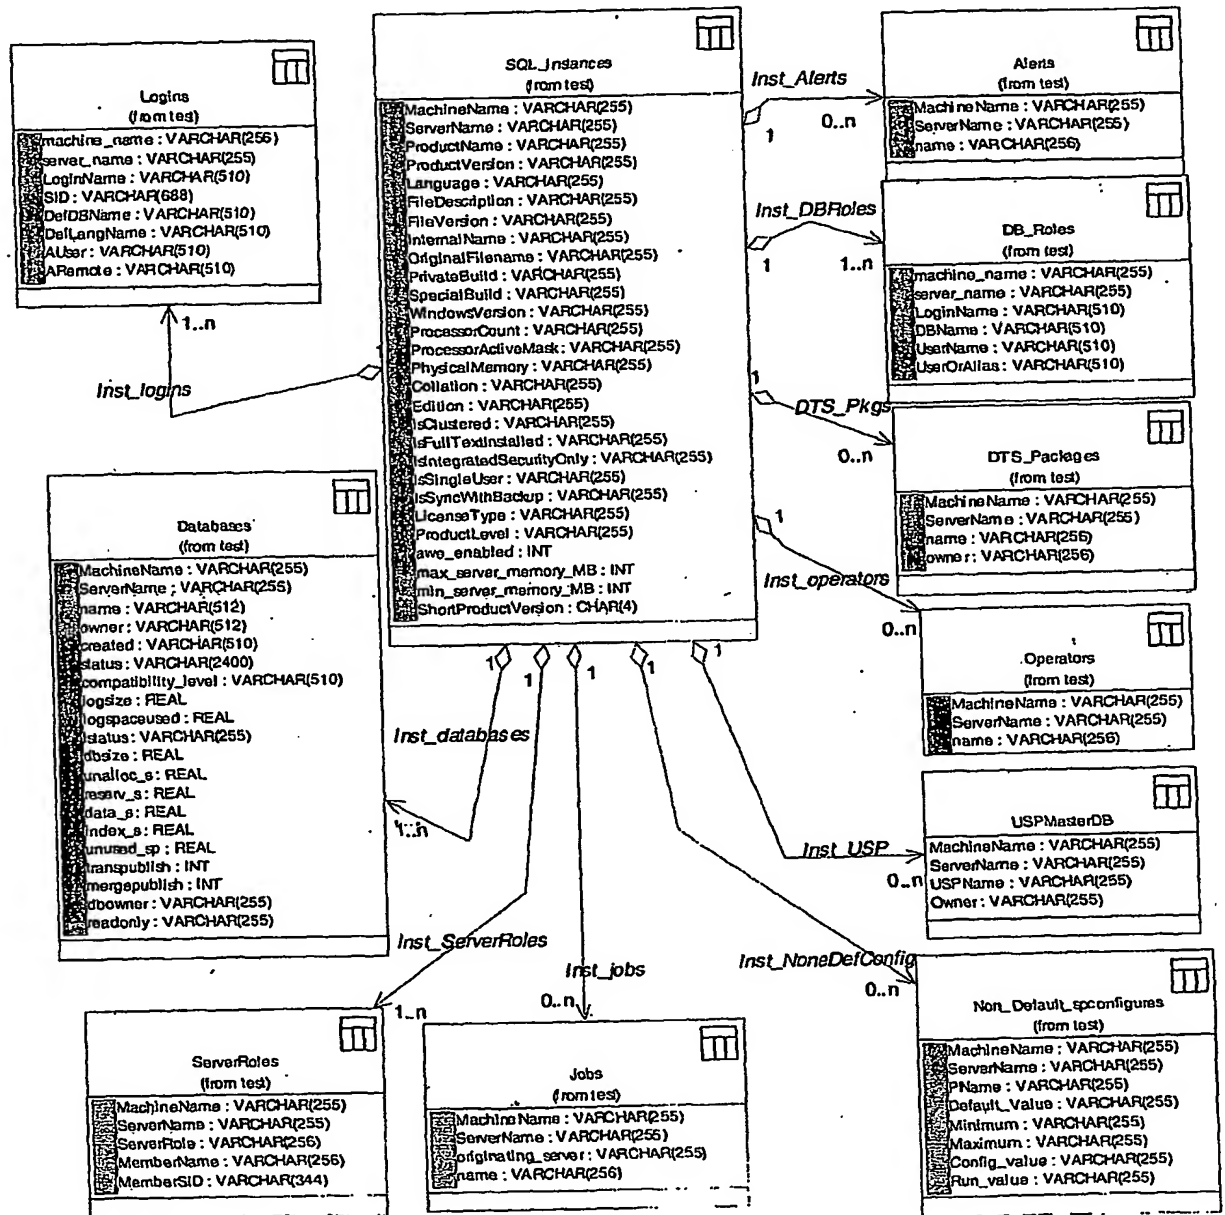 Logins
(from test)
machine_name : VARCHAR(256)
server_name : VARCHAR(255)
LoginName : VARCHAR(510)
SID : VARCHAR(688)
DefDBName : VARCHAR(510)
DefLangName : VARCHAR(510)
AUser : VARCHAR(510)
ARemote : VARCHAR(510)
1..n
Inst_logins
1
SQL_Instances
(from test)
MachineName : VARCHAR(255)
ServerName : VARCHAR(255)
ProductName : VARCHAR(255)
ProductVersion : VARCHAR(255)
Language : VARCHAR(255)
FileDescription : VARCHAR(255)
FileVersion : VARCHAR(255)
InternalName : VARCHAR(255)
OriginalFilename : VARCHAR(255)
PrivateBuild : VARCHAR(255)
SpecialBuild : VARCHAR(255)
WindowsVersion : VARCHAR(255)
ProcessorCount : VARCHAR(255)
ProcessorActiveMask : VARCHAR(255)
PhysicalMemory : VARCHAR(255)
Collation : VARCHAR(255)
Edition : VARCHAR(255)
IsClustered : VARCHAR(255)
IsFullTextInstalled : VARCHAR(255)
IsIntegratedSecurityOnly : VARCHAR(255)
IsSingleUser : VARCHAR(255)
IsSyncWithBackup : VARCHAR(255)
LicenseType : VARCHAR(255)
ProductLevel : VARCHAR(255)
awe_enabled : INT
max_server_memory_MB : INT
min_server_memory_MB : INT
ShortProductVersion : CHAR(4)
Inst_Alerts
1
0..n
Alerts
(from test)
MachineName : VARCHAR(255)
ServerName : VARCHAR(255)
name : VARCHAR(256)
Inst_DBRoles
1
1..n
DB_Roles
(from test)
machine_name : VARCHAR(255)
server_name : VARCHAR(255)
LoginName : VARCHAR(510)
DBName : VARCHAR(510)
UserName : VARCHAR(510)
UserOrAlias : VARCHAR(510)
1
DTS_Pkgs
0..n
DTS_Packages
(from test)
MachineName : VARCHAR(255)
ServerName : VARCHAR(255)
name : VARCHAR(256)
owner : VARCHAR(256)
1
Inst_operators
0..n
Operators
(from test)
MachineName : VARCHAR(255)
ServerName : VARCHAR(255)
name : VARCHAR(256)
Databases
(from test)
MachineName : VARCHAR(255)
ServerName : VARCHAR(255)
name : VARCHAR(512)
owner : VARCHAR(512)
created : VARCHAR(510)
status : VARCHAR(2400)
compatibility_level : VARCHAR(510)
logsize : REAL
logspaceused : REAL
lstatus : VARCHAR(255)
dbsize : REAL
unalloc_s : REAL
reserv_s : REAL
data_s : REAL
index_s : REAL
unused_sp : REAL
transpublish : INT
mergepublish : INT
dbowner : VARCHAR(255)
readonly : VARCHAR(255)
1
Inst_databases
1..n
1
Inst_ServerRoles
1..n
1
Inst_jobs
0..n
1
Inst_NoneDefConfig
0..n
1
Inst_USP
0..n
USPMasterDB
MachineName : VARCHAR(255)
ServerName : VARCHAR(255)
USPName : VARCHAR(255)
Owner : VARCHAR(255)
ServerRoles
(from test)
MachineName : VARCHAR(255)
ServerName : VARCHAR(255)
ServerRole : VARCHAR(256)
MemberName : VARCHAR(256)
MemberSID : VARCHAR(344)
Jobs
(from test)
MachineName : VARCHAR(255)
ServerName : VARCHAR(255)
originating_server : VARCHAR(255)
name : VARCHAR(256)
Non_Default_spconfigures
(from test)
MachineName : VARCHAR(255)
ServerName : VARCHAR(255)
PName : VARCHAR(255)
Default_Value : VARCHAR(255)
Minimum : VARCHAR(255)
Maximum : VARCHAR(255)
Config_value : VARCHAR(255)
Run_value : VARCHAR(255)